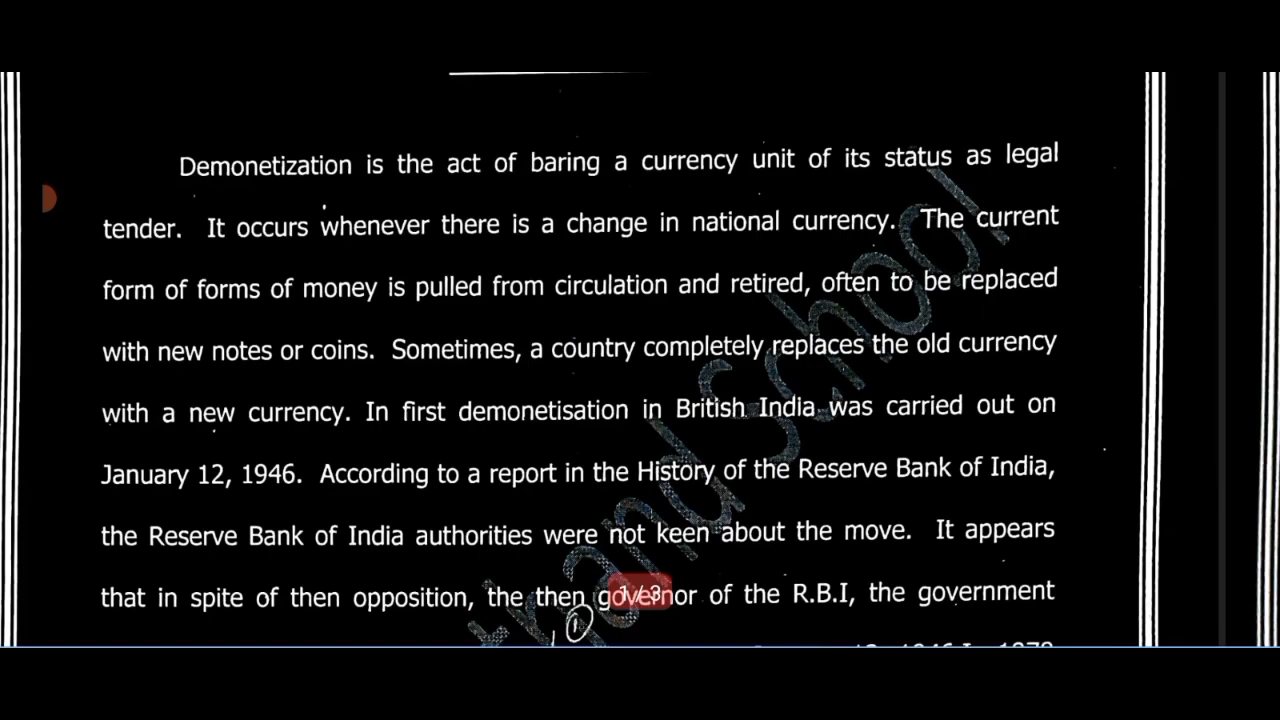 Demonetization is the act of baring a currency unit of its status as legal
tender. It occurs whenever there is a change in national currency. The current
form of forms of money is pulled from circulation and retired, often to be replaced
with new notes or coins. Sometimes, a country completely replaces the old currency
with a new currency. In first demonetisation in British India was carried out on
January 12, 1946. According to a report in the History of the Reserve Bank of India,
the Reserve Bank of India authorities were not keen about the move. It appears
that in spite of then opposition, the then governor of the R.B.I, the government
1 / 3
1
and school